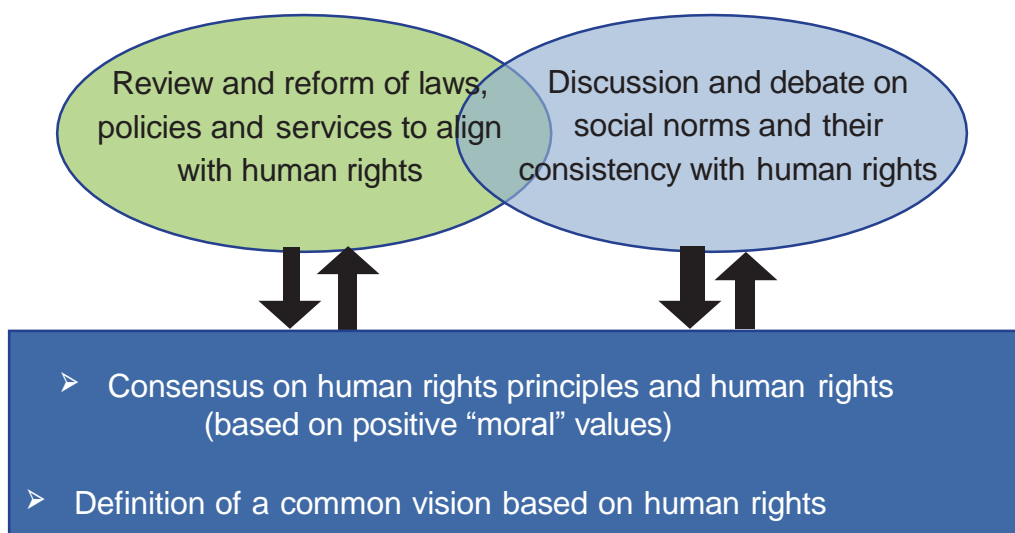 Review and reform of laws,
policies and services to align
with human rights
Discussion and debate on
social norms and their
consistency with human rights
➢ Consensus on human rights principles and human rights
(based on positive “moral” values)
➢ Definition of a common vision based on human rights